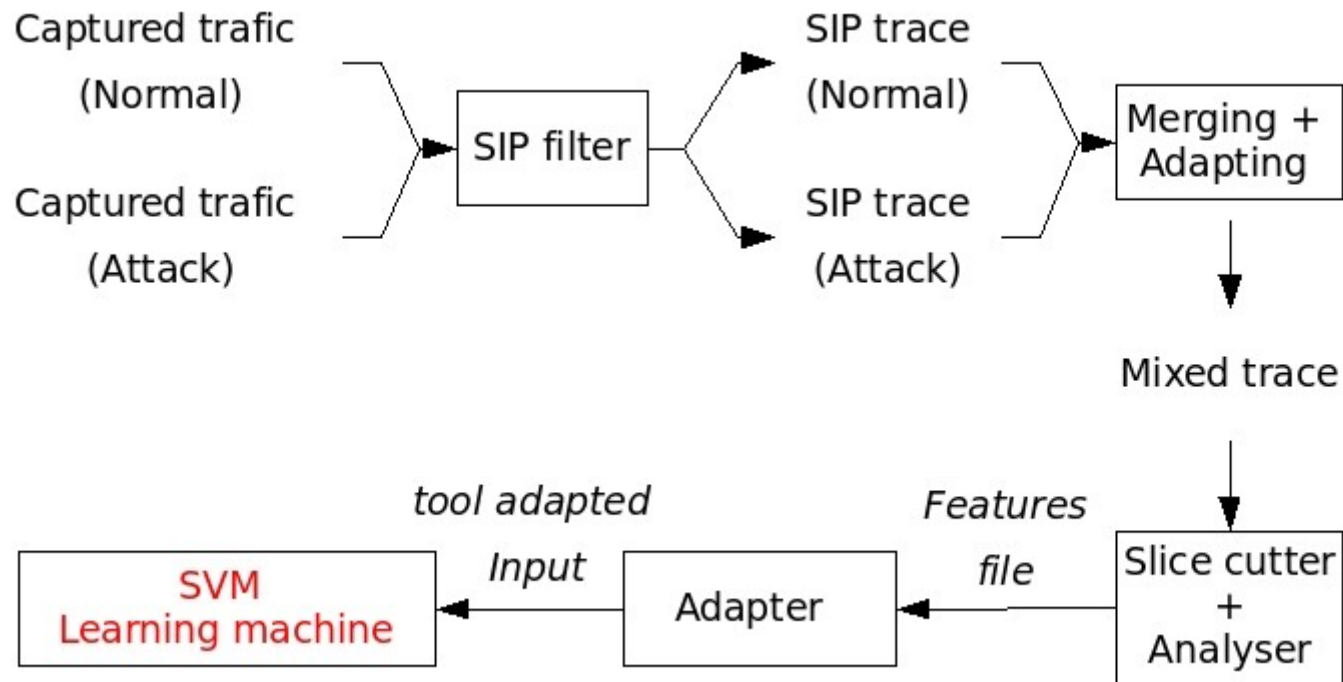 Captured trafic
(Normal)
Captured trafic
(Attack)
SIP filter
SIP trace
(Normal)
SIP trace
(Attack)
Merging +
Adapting
Mixed trace
Slice cutter
+
Analyser
Features
file
Adapter
tool adapted
Input
SVM
Learning machine